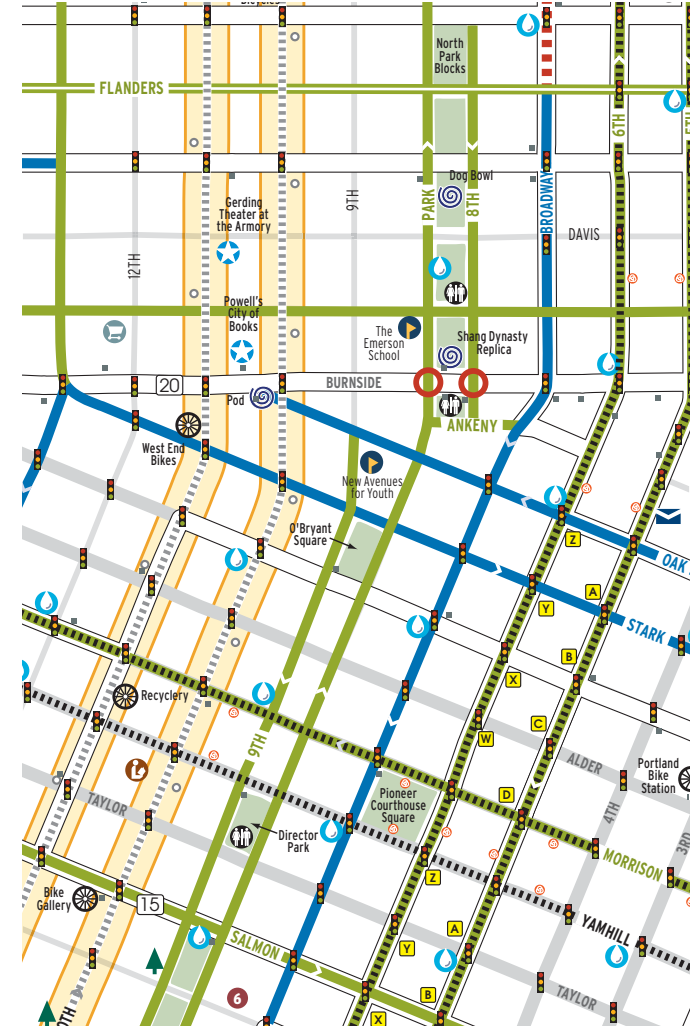 North
Park
Blocks
FLANDERS
6TH
Dog Bowl
9TH
PARK
8TH
BROADWAY
Gerding
Theater at
the Armory
DAVIS
12TH
Powell's
City of
Books
The
Emerson
School
Shang Dynasty
Replica
20
BURNSIDE
Pod
ANKENY
West End
Bikes
New Avenues
for Youth
O'Bryant
Square
Z
OAK
A
Y
STARK
B
X
Recyclery
C
W
9TH
ALDER
Portland
Bike
Station
TAYLOR
Pioneer
Courthouse
Square
D
4TH
3RD
Director
Park
MORRISON
Z
Bike
Gallery
15
YAMHILL
SALMON
A
Y
TAYLOR
6
B
X